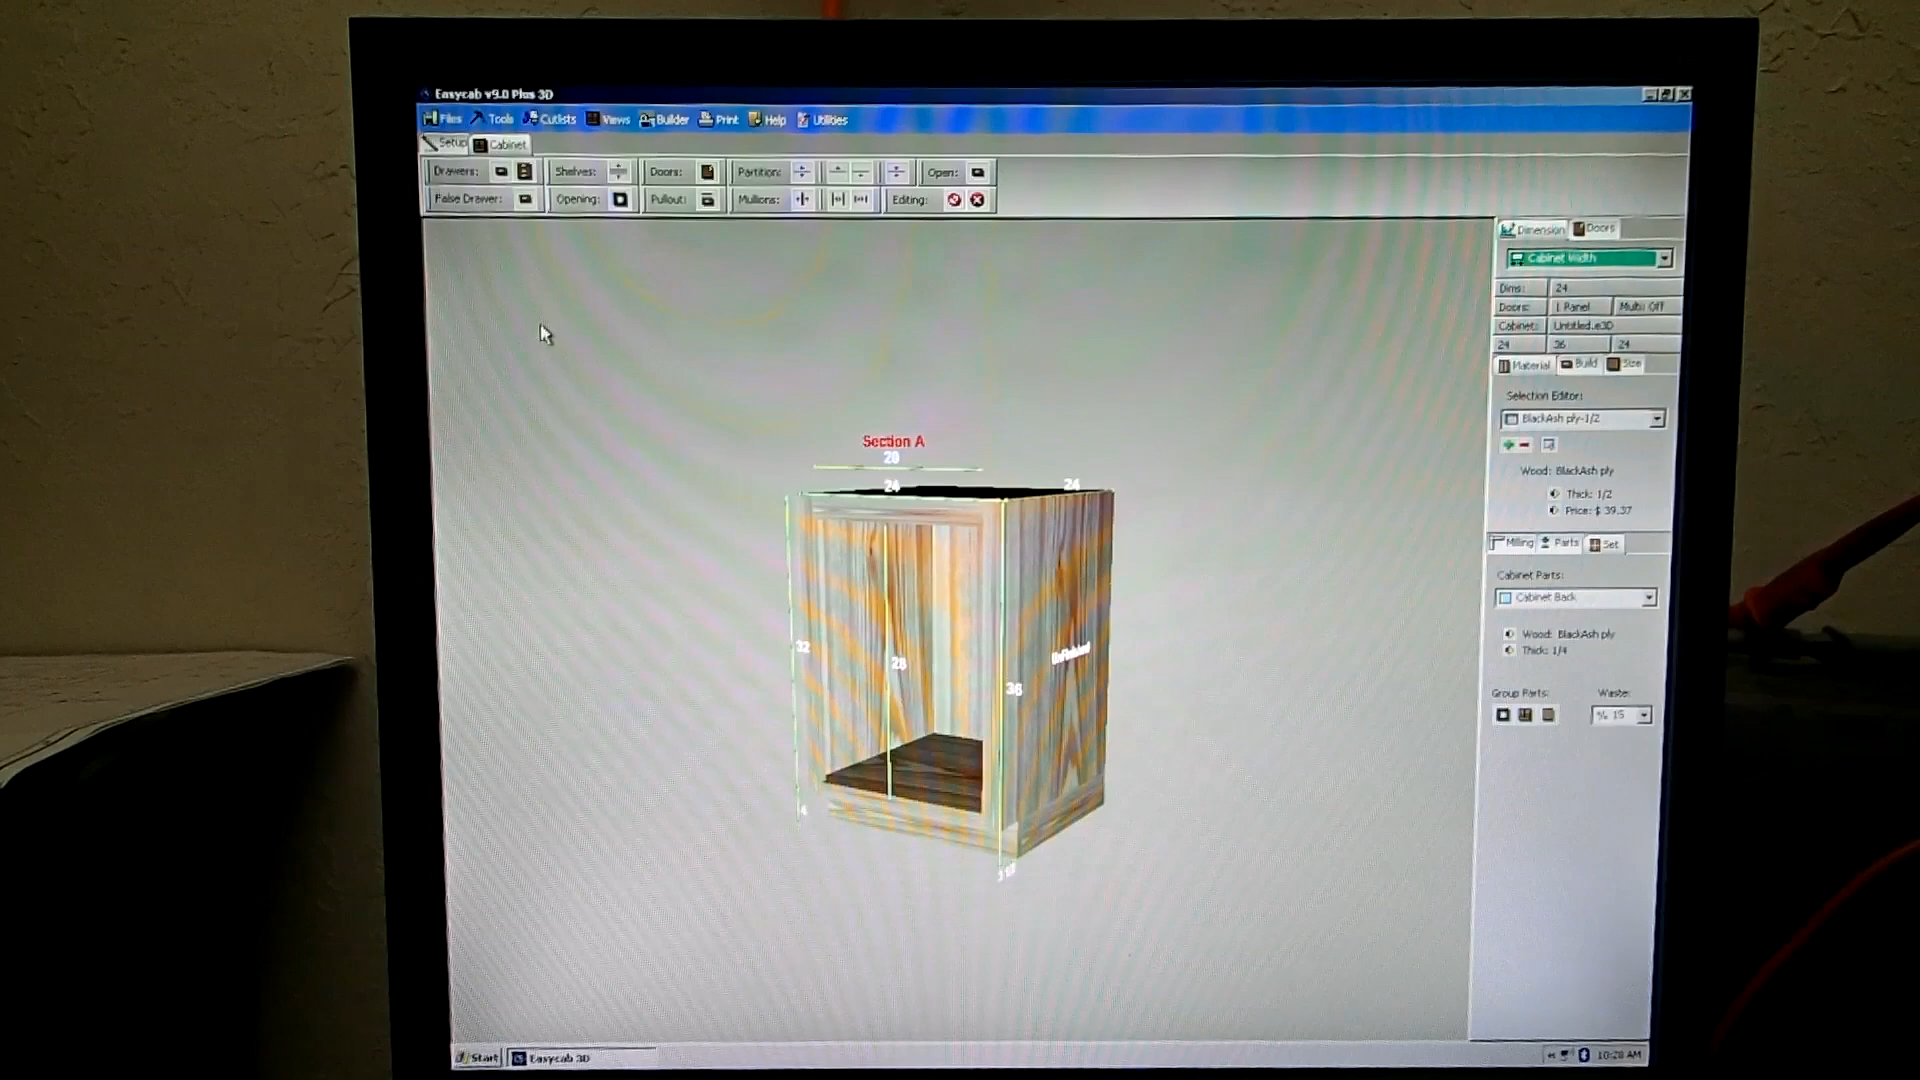 Easycab v9.0 Plus 3D
Files Tools Cutlists Views Builder Print Help Utilities
Setup Cabinet
Drawers: Shelves: Doors: Partition: Open:
False Drawer: Opening: Pullout: Mullions: Editing:
Dimension Doors
Cabinet Width
Dims: 24
Doors: 1 Panel Multi: Off
Cabinet: Untitled.e3D
24 36 24
Material Build Size
Selection Editor:
BlackAsh ply-1/2
Wood: BlackAsh ply
Thick: 1/2
Price: $ 39.37
Milling Parts Set
Cabinet Parts:
Cabinet Back
Wood: BlackAsh ply
Thick: 1/4
Group Parts: Waste:
% 15
Section A
20
24 24
32
28
36
UnFinished
4
Start Easycab 3D 10:28 AM